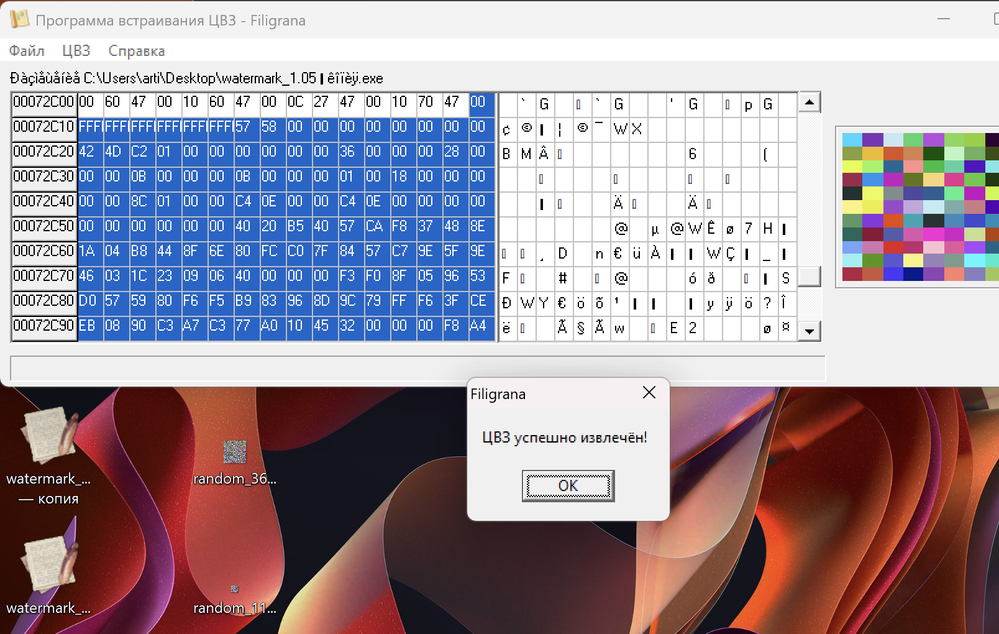 Программа встраивания ЦВЗ - Filigrana
Файл ЦВЗ Справка
Ðàçìåùåíèå C:\Users\arti\Desktop\watermark_1.05 êîïèÿ.exe
00072C00 00 60 47 00 10 60 47 00 0C 27 47 00 10 70 47 00 ` G ` G ' G p G
00072C10 FFF FFF FFF FFF FFF FFF 57 58 00 00 00 00 00 00 00 00 ¢ © ¦ © ¯ W X
00072C20 42 4D C2 01 00 00 00 00 00 00 36 00 00 00 28 00 B M Â 6 (
00072C30 00 00 0B 00 00 00 0B 00 00 00 01 00 18 00 00 00
00072C40 00 00 8C 01 00 00 C4 0E 00 00 C4 0E 00 00 00 00 Ä Ä
00072C50 00 00 00 00 00 00 40 20 B5 40 57 CA F8 37 48 8E @ µ @ W Ê ø 7 H
00072C60 1A 04 B8 44 8F 6E 80 FC C0 7F 84 57 C7 9E 5F 9E ¸ D n € ü À W Ç _
00072C70 46 03 1C 23 09 06 40 00 00 00 F3 F0 8F 05 96 53 F # @ ó ð S
00072C80 D0 57 59 80 F6 F5 B9 83 96 8D 9C 79 FF F6 3F CE Ð W Y € ö õ ¹ y ÿ ö ? Î
00072C90 EB 08 90 C3 A7 C3 77 A0 10 45 32 00 00 00 F8 A4 ë Ã § Ã w E 2 ø ¤
Filigrana
ЦВЗ успешно извлечён!
OK
watermark_...
— копия
random_36...
watermark_...
random_11...